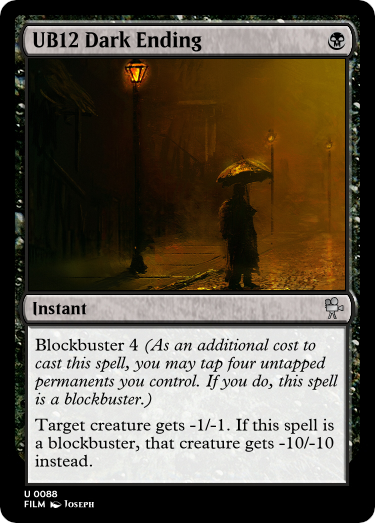 UB12 Dark Ending
Instant
Blockbuster 4 (As an additional cost to
cast this spell, you may tap four untapped
permanents you control. If you do, this spell
is a blockbuster.)
Target creature gets -1/-1. If this spell is
a blockbuster, that creature gets -10/-10
instead.
U 0088
FILM JOSEPH